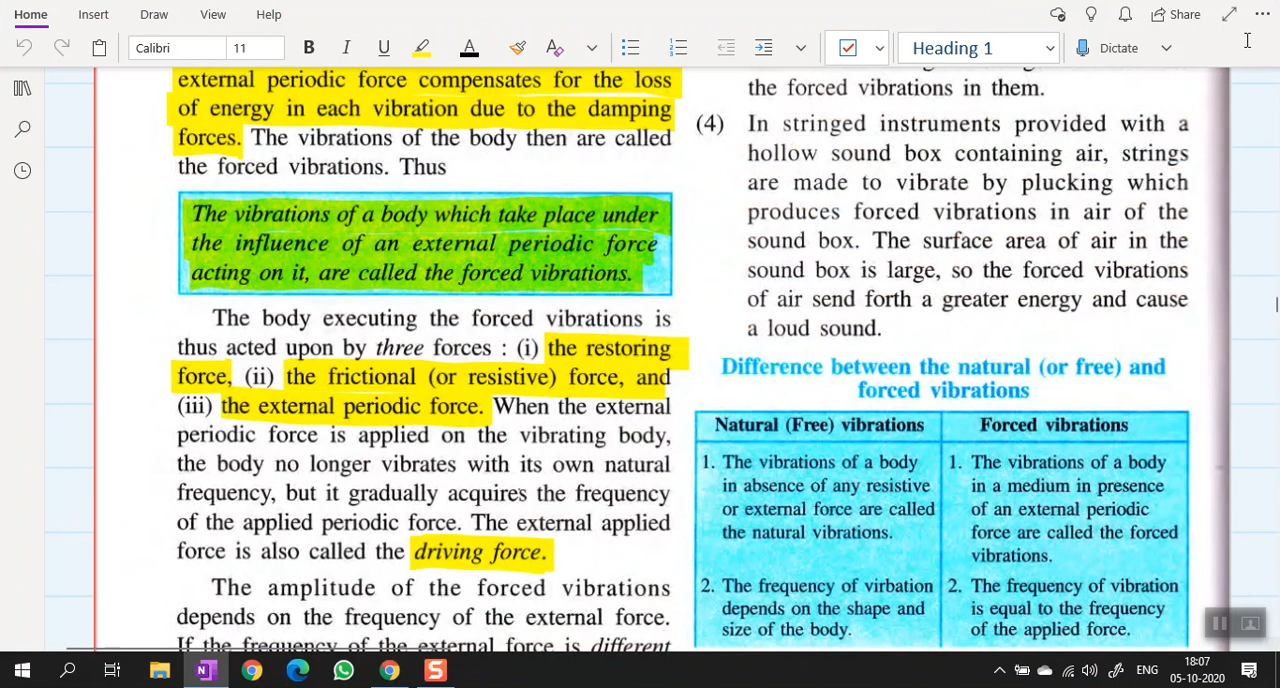 Home Insert Draw View Help Share
Calibri 11 B I U A Heading 1 Dictate
external periodic force compensates for the loss
of energy in each vibration due to the damping
forces. The vibrations of the body then are called
the forced vibrations. Thus
The vibrations of a body which take place under
the influence of an external periodic force
acting on it, are called the forced vibrations.
The body executing the forced vibrations is
thus acted upon by three forces : (i) the restoring
force, (ii) the frictional (or resistive) force, and
(iii) the external periodic force. When the external
periodic force is applied on the vibrating body,
the body no longer vibrates with its own natural
frequency, but it gradually acquires the frequency
of the applied periodic force. The external applied
force is also called the driving force.
The amplitude of the forced vibrations
depends on the frequency of the external force.
If the frequency of the external force is different
the forced vibrations in them.
(4) In stringed instruments provided with a
hollow sound box containing air, strings
are made to vibrate by plucking which
produces forced vibrations in air of the
sound box. The surface area of air in the
sound box is large, so the forced vibrations
of air send forth a greater energy and cause
a loud sound.
Difference between the natural (or free) and
forced vibrations
Natural (Free) vibrations
1. The vibrations of a body
in absence of any resistive
or external force are called
the natural vibrations.
2. The frequency of virbation
depends on the shape and
size of the body.
Forced vibrations
1. The vibrations of a body
in a medium in presence
of an external periodic
force are called the forced
vibrations.
2. The frequency of vibration
is equal to the frequency
of the applied force.
ENG 18:07
05-10-2020